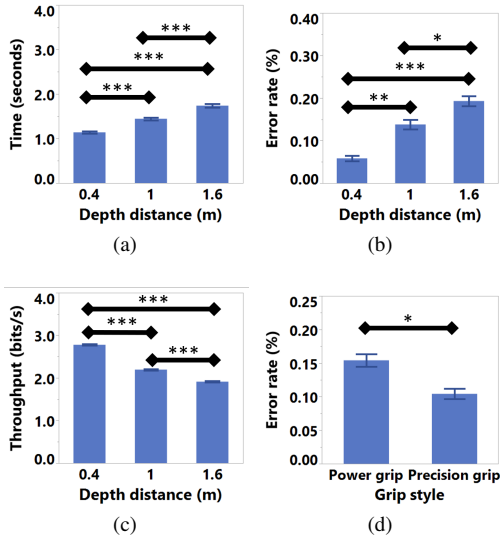 Time (seconds)
4.0
3.0
2.0
1.0
0.0
***
***
***
0.4 1 1.6
Depth distance (m)
(a)
Error rate (%)
0.40
0.30
0.20
0.10
0.00
*
***
**
0.4 1 1.6
Depth distance (m)
(b)
Throughput (bits/s)
4.0
3.0
2.0
1.0
0.0
***
***
***
0.4 1 1.6
Depth distance (m)
(c)
Error rate (%)
0.25
0.20
0.15
0.10
0.05
0.00
*
Power grip Precision grip
Grip style
(d)